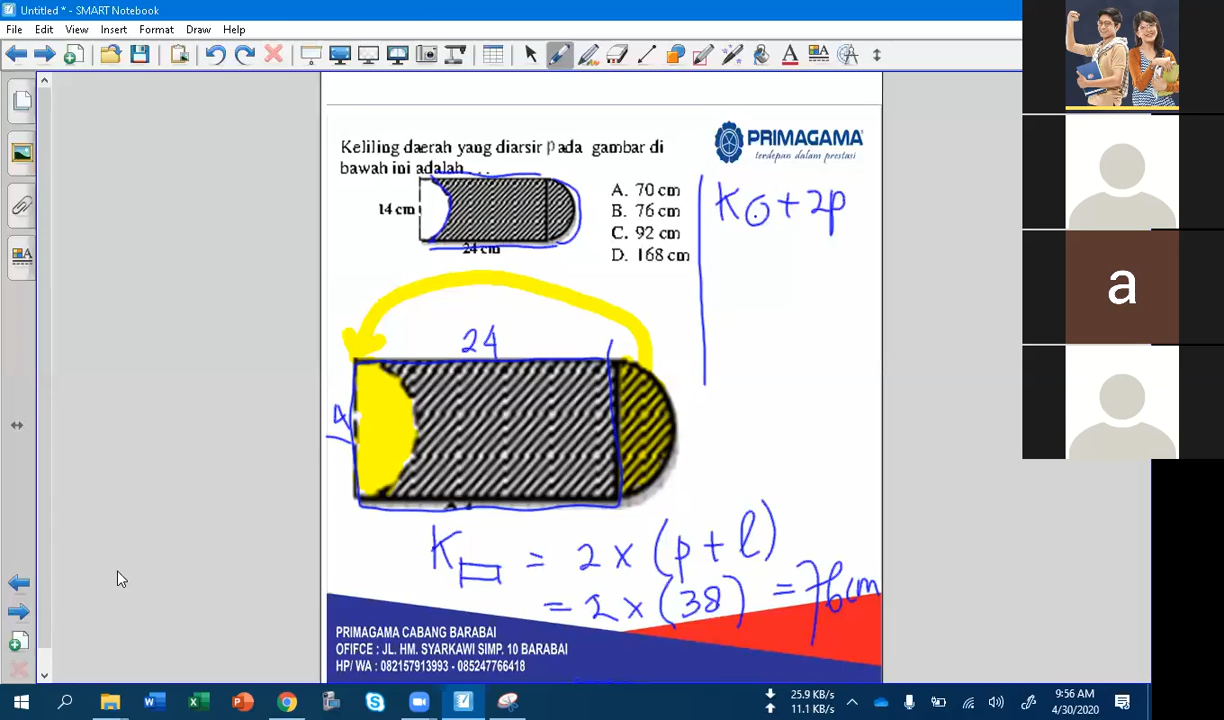 Untitled * - SMART Notebook
File Edit View Insert Format Draw Help
Keliling daerah yang diarsir pada gambar di
bawah ini adalah . . .
PRIMAGAMA
terdepan dalam prestasi
14 cm
24 cm
A. 70 cm
B. 76 cm
C. 92 cm
D. 168 cm
K⊙ + 2p
24
K▭ = 2 x (p + l)
= 2 x (38) = 76 cm
PRIMAGAMA CABANG BARABAI
OFIFCE : JL. HM. SYARKAWI SIMP. 10 BARABAI
HP/ WA : 082157913993 - 085247766418
a
25.9 KB/s
11.1 KB/s
9:56 AM
4/30/2020